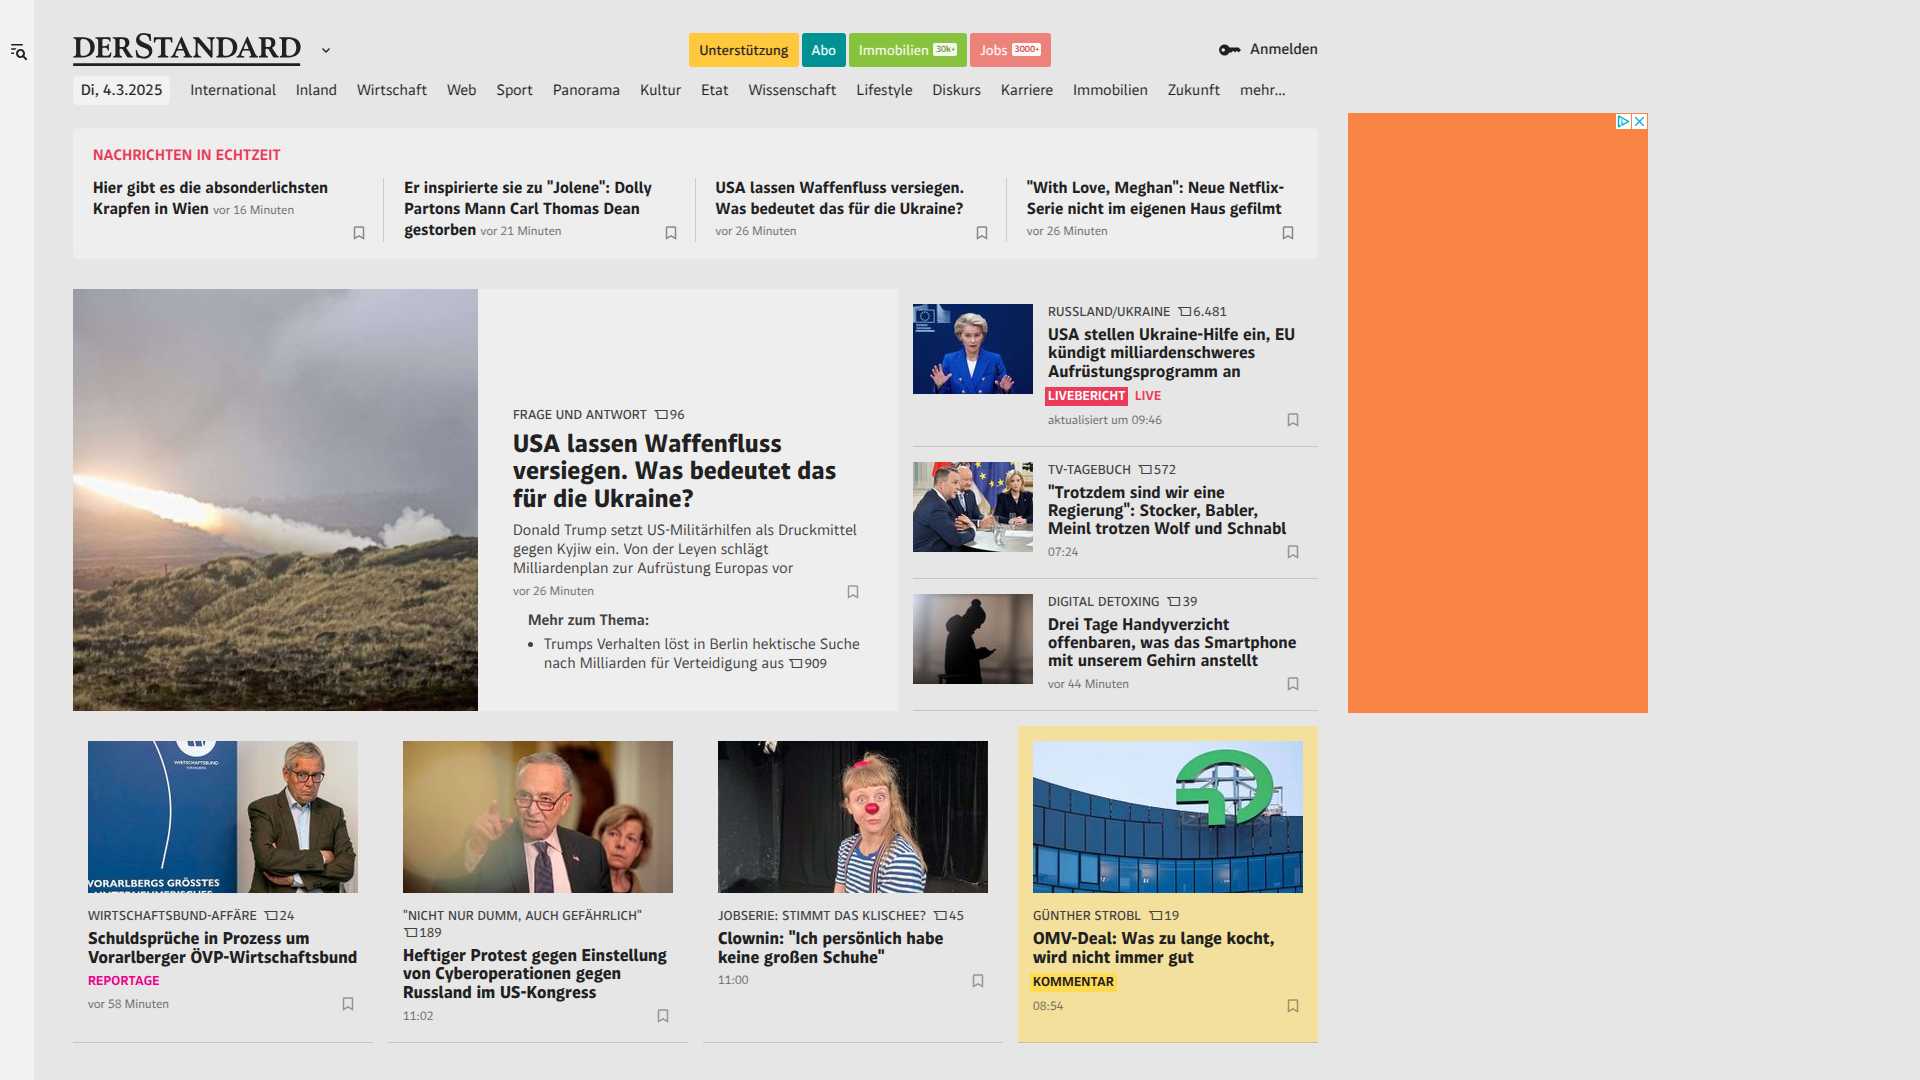 DERSTANDARD
Unterstützung
Abo
Immobilien 30k+
Jobs 3000+
Anmelden
Di, 4.3.2025
International
Inland
Wirtschaft
Web
Sport
Panorama
Kultur
Etat
Wissenschaft
Lifestyle
Diskurs
Karriere
Immobilien
Zukunft
mehr...
NACHRICHTEN IN ECHTZEIT
Hier gibt es die absonderlichsten
Krapfen in Wien vor 16 Minuten
Er inspirierte sie zu "Jolene": Dolly
Partons Mann Carl Thomas Dean
gestorben vor 21 Minuten
USA lassen Waffenfluss versiegen.
Was bedeutet das für die Ukraine?
vor 26 Minuten
"With Love, Meghan": Neue Netflix-
Serie nicht im eigenen Haus gefilmt
vor 26 Minuten
FRAGE UND ANTWORT 96
USA lassen Waffenfluss
versiegen. Was bedeutet das
für die Ukraine?
Donald Trump setzt US-Militärhilfen als Druckmittel
gegen Kyjiw ein. Von der Leyen schlägt
Milliardenplan zur Aufrüstung Europas vor
vor 26 Minuten
Mehr zum Thema:
• Trumps Verhalten löst in Berlin hektische Suche
nach Milliarden für Verteidigung aus 909
RUSSLAND/UKRAINE 6.481
USA stellen Ukraine-Hilfe ein, EU
kündigt milliardenschweres
Aufrüstungsprogramm an
LIVEBERICHT LIVE
aktualisiert um 09:46
TV-TAGEBUCH 572
"Trotzdem sind wir eine
Regierung": Stocker, Babler,
Meinl trotzen Wolf und Schnabl
07:24
DIGITAL DETOXING 39
Drei Tage Handyverzicht
offenbaren, was das Smartphone
mit unserem Gehirn anstellt
vor 44 Minuten
WIRTSCHAFTSBUND
VORARLBERGS GRÖSSTES
WIRTSCHAFTSBUND-AFFÄRE 24
Schuldsprüche in Prozess um
Vorarlberger ÖVP-Wirtschaftsbund
REPORTAGE
vor 58 Minuten
"NICHT NUR DUMM, AUCH GEFÄHRLICH"
189
Heftiger Protest gegen Einstellung
von Cyberoperationen gegen
Russland im US-Kongress
11:02
JOBSERIE: STIMMT DAS KLISCHEE? 45
Clownin: "Ich persönlich habe
keine großen Schuhe"
11:00
GÜNTHER STROBL 19
OMV-Deal: Was zu lange kocht,
wird nicht immer gut
KOMMENTAR
08:54